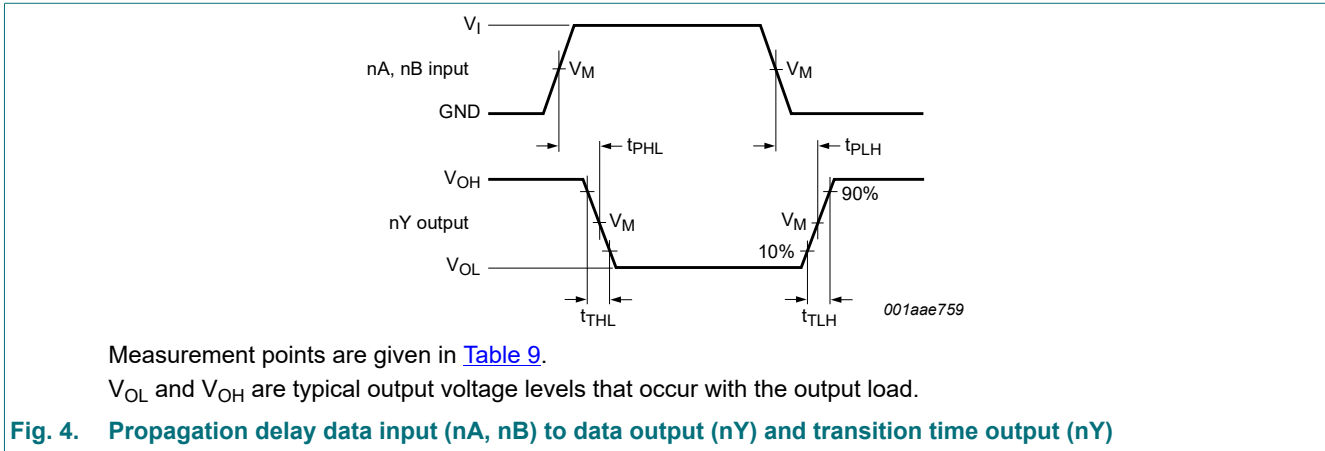 V_I
nA, nB input
V_M
V_M
GND
t_PHL
t_PLH
V_OH
90%
nY output
V_M
V_M
10%
V_OL
t_THL
t_TLH
001aae759
Measurement points are given in Table 9.
V_OL and V_OH are typical output voltage levels that occur with the output load.
Fig. 4. Propagation delay data input (nA, nB) to data output (nY) and transition time output (nY)